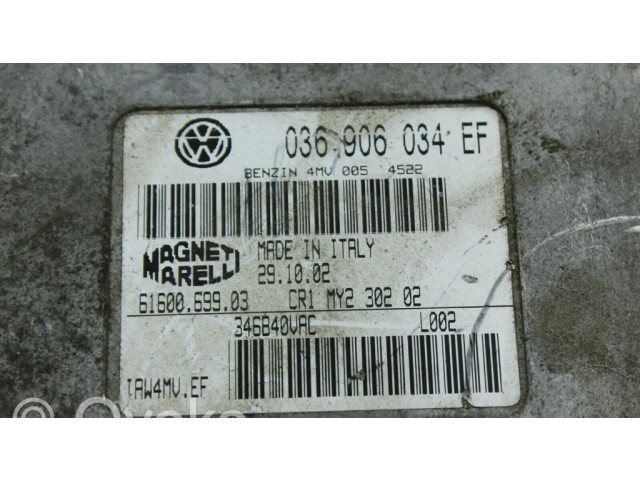 036 906 034 EF
BENZIN 4MV 005 4522
MAGNETI MARELLI
MADE IN ITALY
29.10.02
61600.699.03 CR1 MY2 302 02
346B40VAC L002
IAW4MV.EF